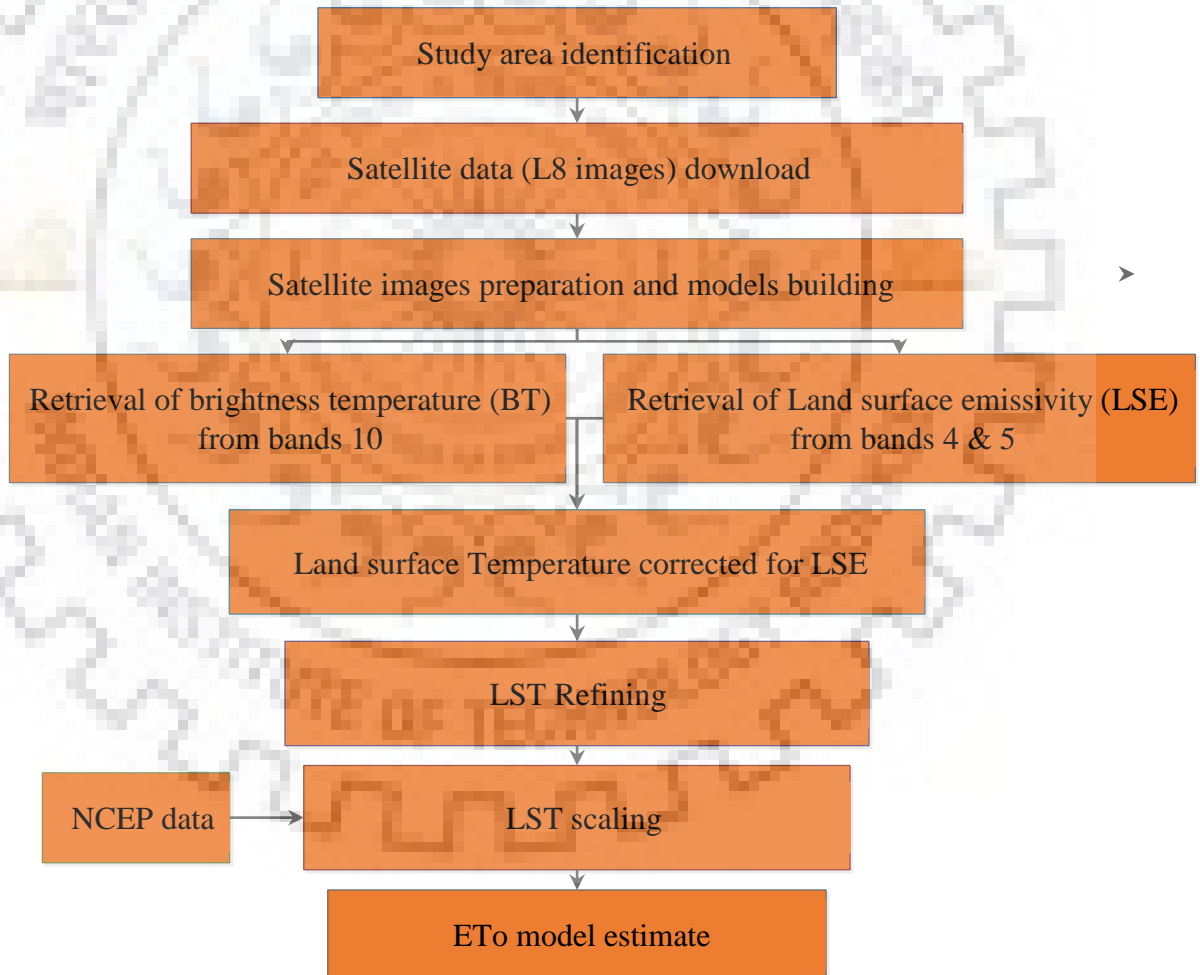 Study area identification
Satellite data (L8 images) download
Satellite images preparation and models building
Retrieval of brightness temperature (BT)
from bands 10
Retrieval of Land surface emissivity (LSE)
from bands 4 & 5
Land surface Temperature corrected for LSE
LST Refining
NCEP data
LST scaling
ETo model estimate